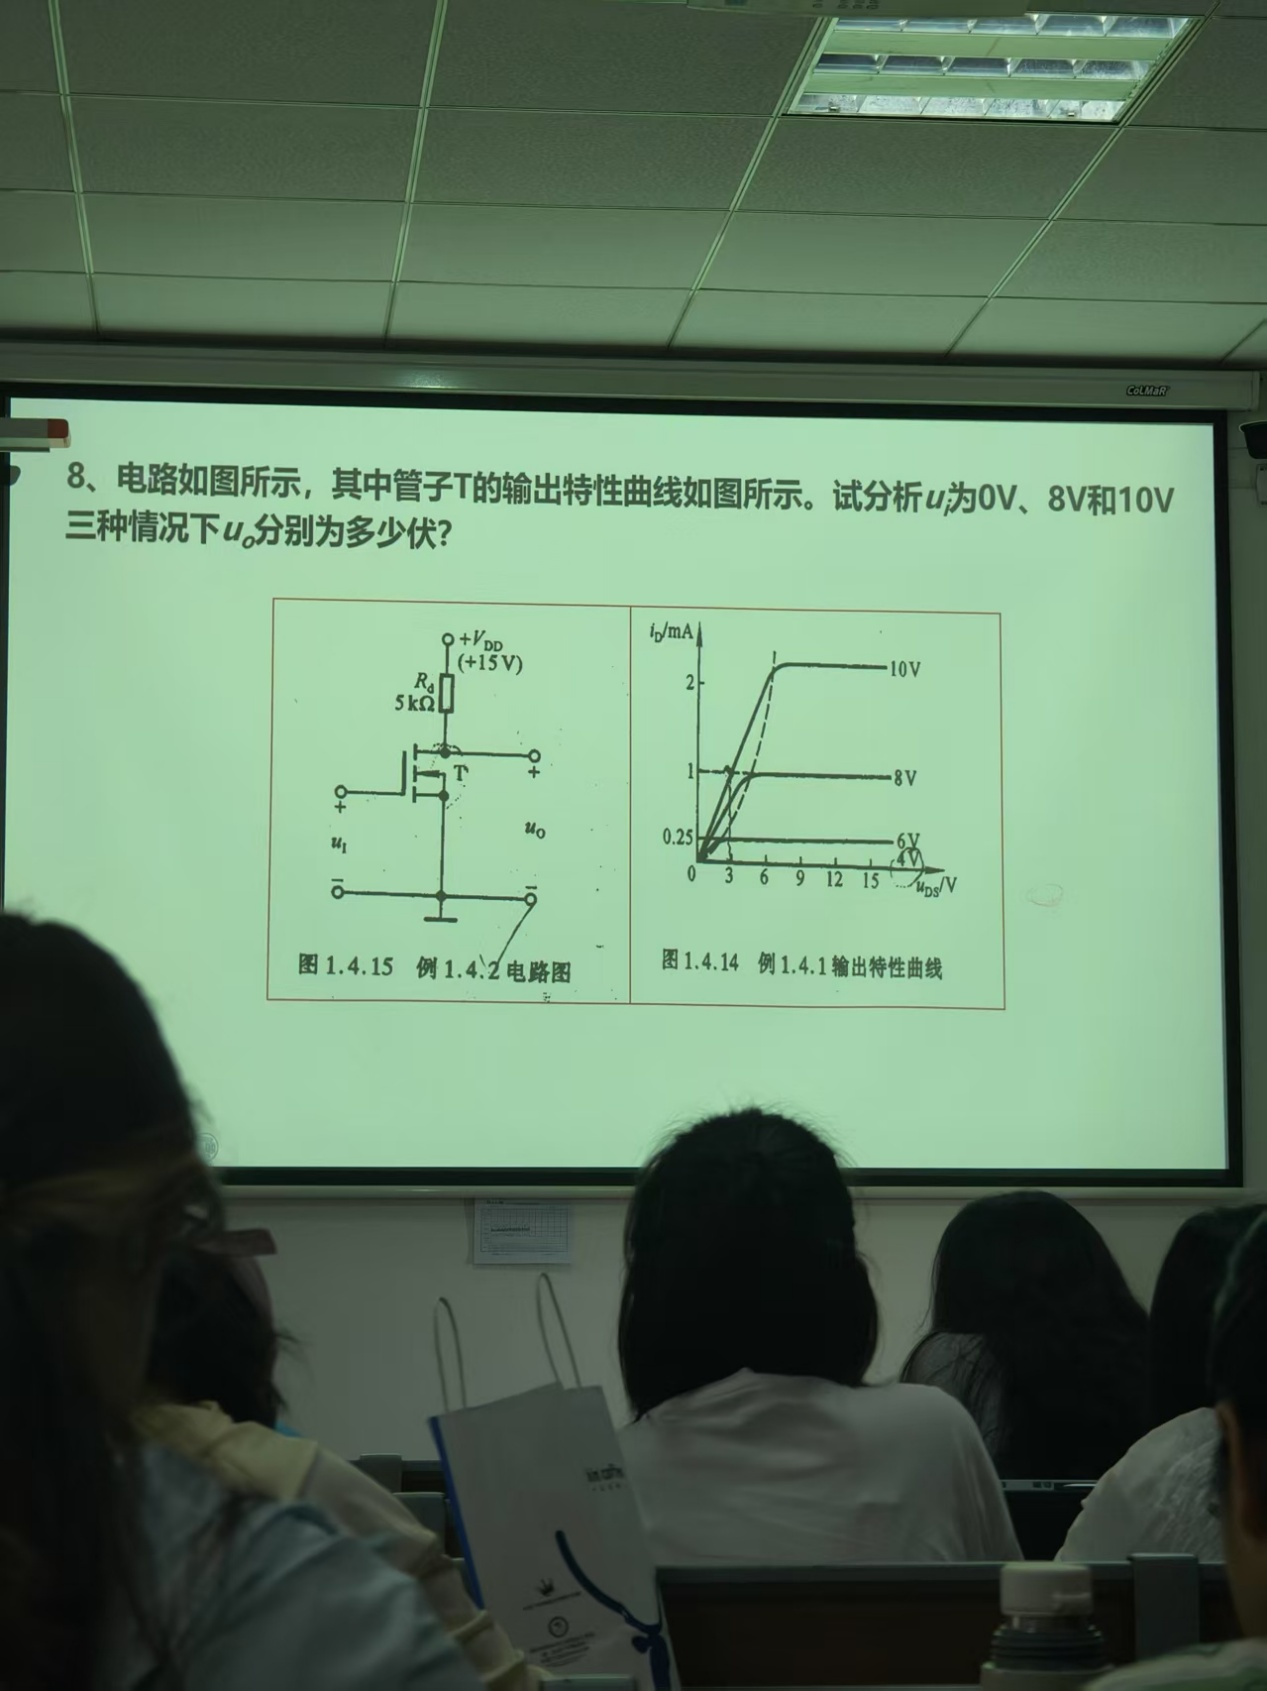 CoLMaR
8、电路如图所示，其中管子T的输出特性曲线如图所示。试分析uᵢ为0V、8V和10V
三种情况下uₒ分别为多少伏？
+VDD
(+15V)
Rd
5kΩ
T
+
+
uI
uO
−
−
图1.4.15 例1.4.2电路图
iD/mA
10V
2
1
8V
0.25
6V
4V
0 3 6 9 12 15 uDS/V
图1.4.14 例1.4.1输出特性曲线